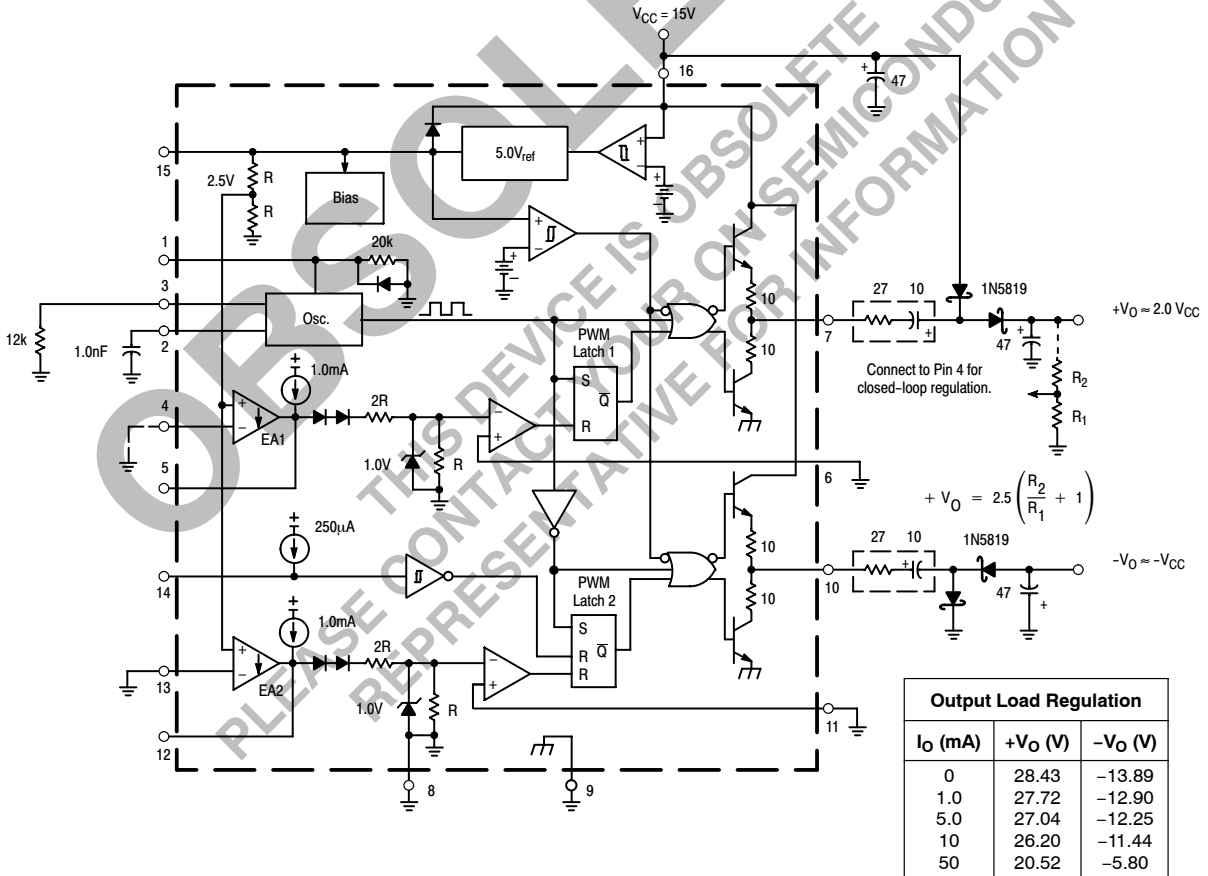 V_CC = 15V
16
+
47
15
5.0V_ref
+
−
+
−
2.5V
R
R
Bias
+
−
+
−
1
20k
3
Osc.
2
12k
1.0nF
10
10
7
27
10
+
1N5819
+V_O ≈ 2.0 V_CC
47
+
Connect to Pin 4 for
closed−loop regulation.
R_2
R_1
PWM
Latch 1
S
Q
R
+
1.0mA
4
+
−
EA1
2R
1.0V
R
−
+
5
6
+ V_O = 2.5 ( R_2 / R_1 + 1 )
+
250µA
14
PWM
Latch 2
S
R
R
Q
10
10
10
27
10
+
1N5819
47
+
−V_O ≈ −V_CC
+
1.0mA
13
+
−
EA2
2R
1.0V
R
−
+
11
12
8
9
Output Load Regulation
I_O (mA) +V_O (V) −V_O (V)
0 28.43 −13.89
1.0 27.72 −12.90
5.0 27.04 −12.25
10 26.20 −11.44
50 20.52 −5.80
THIS DEVICE IS OBSOLETE
PLEASE CONTACT YOUR ON SEMICONDU
REPRESENTATIVE FOR INFORMATION